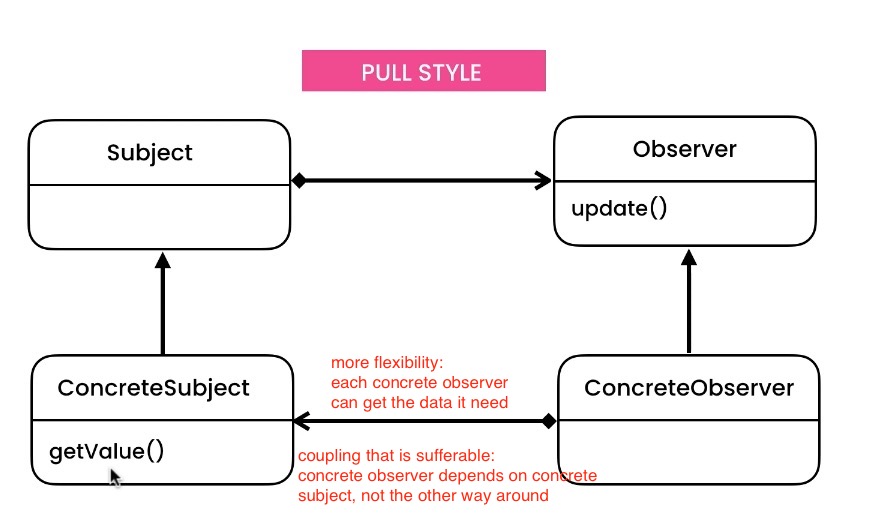 PULL STYLE
Subject
Observer
update()
ConcreteSubject
getValue()
more flexibility:
each concrete observer
can get the data it need
ConcreteObserver
coupling that is sufferable:
concrete observer depends on concrete
subject, not the other way around